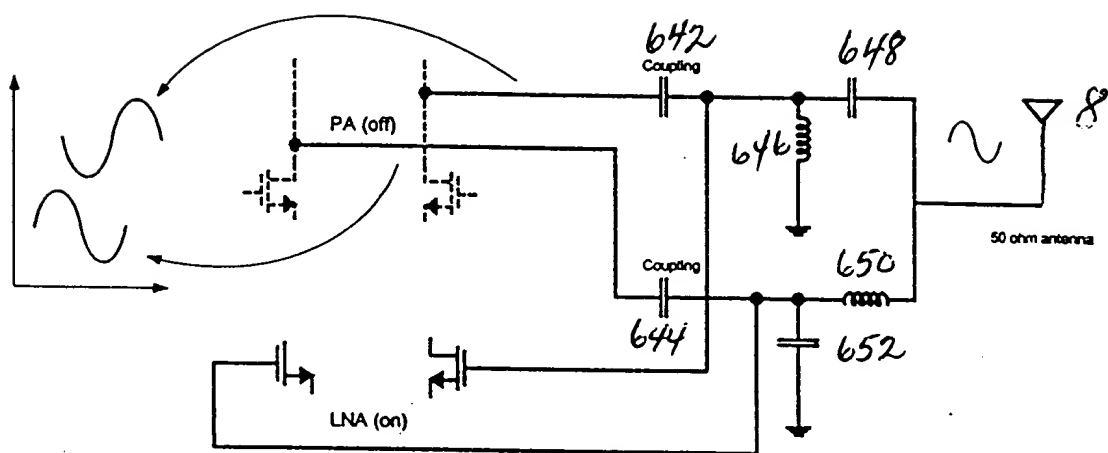 642
Coupling
648
8
PA (off)
646
50 ohm antenna
Coupling
650
644
652
LNA (on)